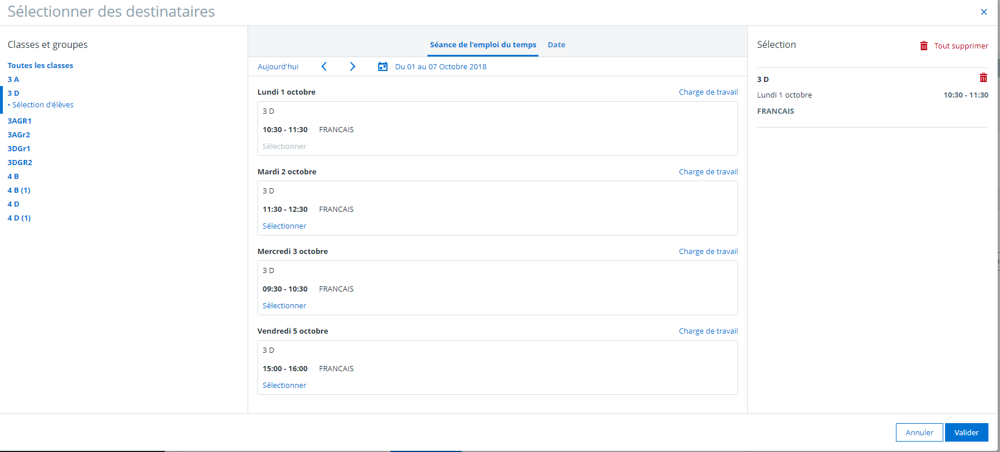 Sélectionner des destinataires
Classes et groupes
Toutes les classes
3 A
3 D
• Sélection d'élèves
3AGR1
3AGr2
3DGr1
3DGR2
4 B
4 B (1)
4 D
4 D (1)
Séance de l'emploi du temps Date
Aujourd'hui Du 01 au 07 Octobre 2018
Lundi 1 octobre Charge de travail
3 D
10:30 - 11:30 FRANCAIS
Sélectionner
Mardi 2 octobre Charge de travail
3 D
11:30 - 12:30 FRANCAIS
Sélectionner
Mercredi 3 octobre Charge de travail
3 D
09:30 - 10:30 FRANCAIS
Sélectionner
Vendredi 5 octobre Charge de travail
3 D
15:00 - 16:00 FRANCAIS
Sélectionner
Sélection Tout supprimer
3 D
Lundi 1 octobre 10:30 - 11:30
FRANCAIS
Annuler Valider